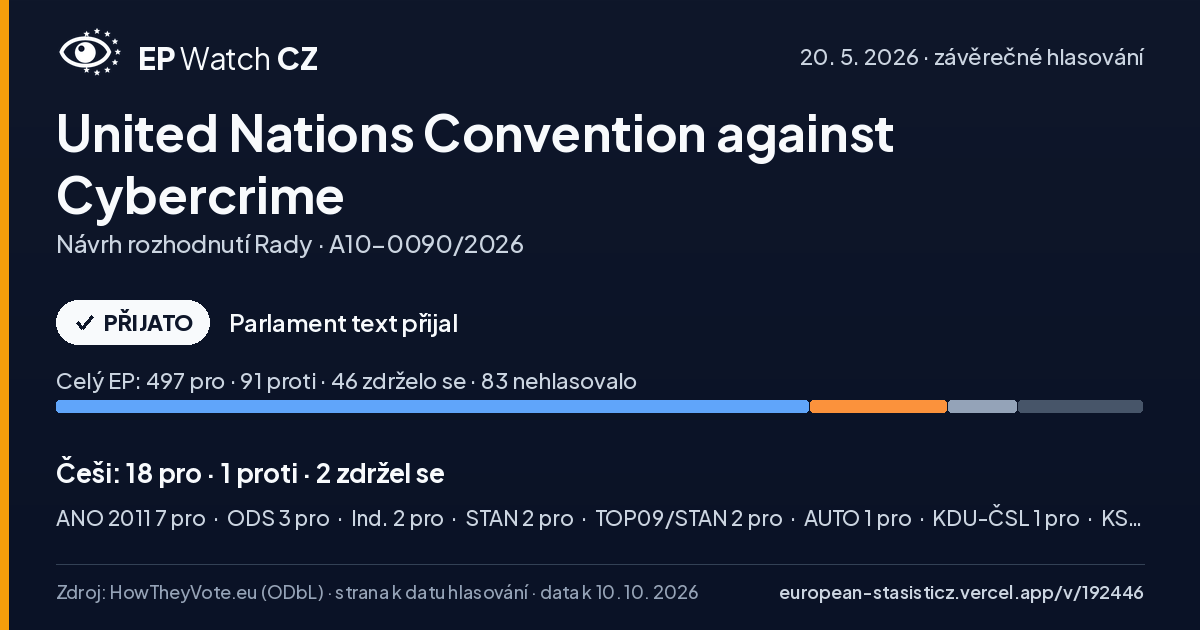 EP Watch CZ
20. 5. 2026 · závěrečné hlasování
United Nations Convention against
Cybercrime
Návrh rozhodnutí Rady · A10-0090/2026
✓ PŘIJATO
Parlament text přijal
Celý EP: 497 pro · 91 proti · 46 zdrželo se · 83 nehlasovalo
Češi: 18 pro · 1 proti · 2 zdržel se
ANO 2011 7 pro · ODS 3 pro · Ind. 2 pro · STAN 2 pro · TOP09/STAN 2 pro · AUTO 1 pro · KDU-ČSL 1 pro · KS…
Zdroj: HowTheyVote.eu (ODbL) · strana k datu hlasování · data k 10. 10. 2026
european-stasisticz.vercel.app/v/192446